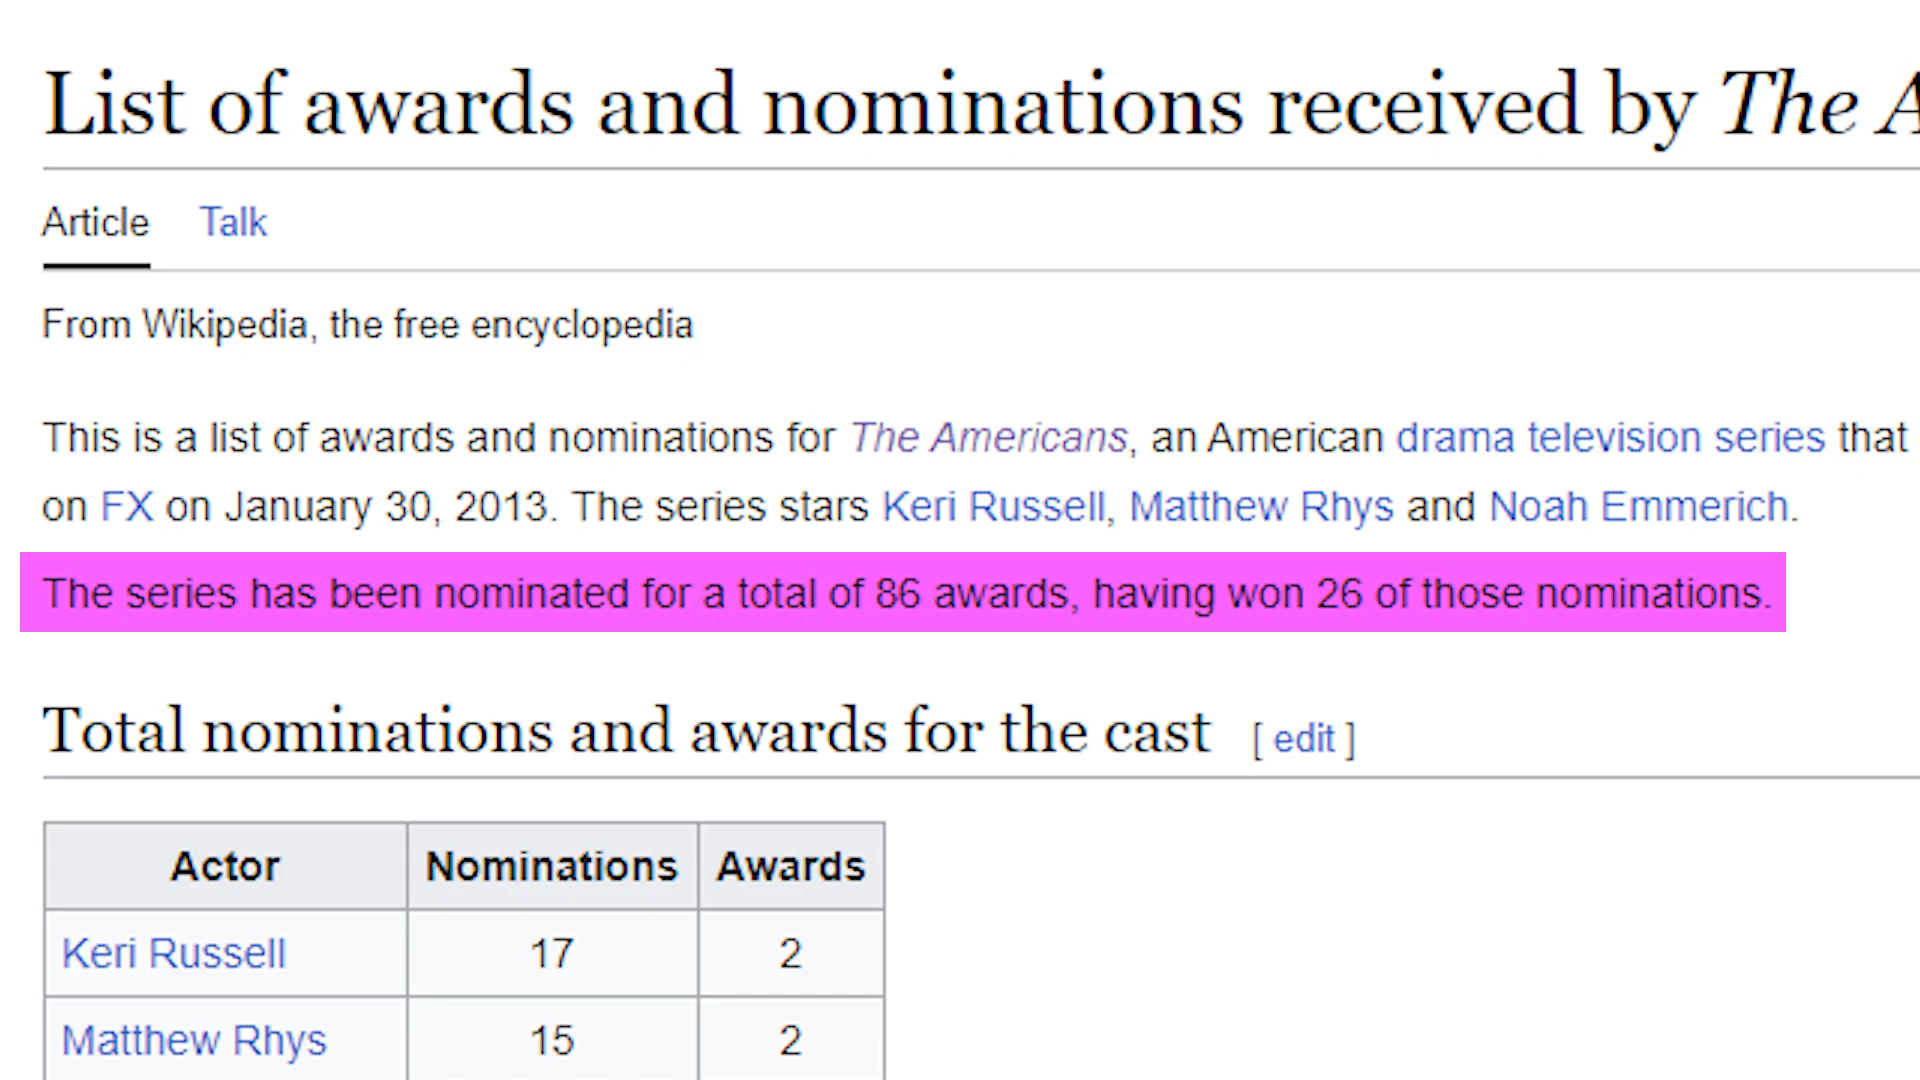 List of awards and nominations received by The A
Article Talk
From Wikipedia, the free encyclopedia
This is a list of awards and nominations for The Americans, an American drama television series that
on FX on January 30, 2013. The series stars Keri Russell, Matthew Rhys and Noah Emmerich.
The series has been nominated for a total of 86 awards, having won 26 of those nominations.
Total nominations and awards for the cast [ edit ]
Actor Nominations Awards
Keri Russell 17 2
Matthew Rhys 15 2